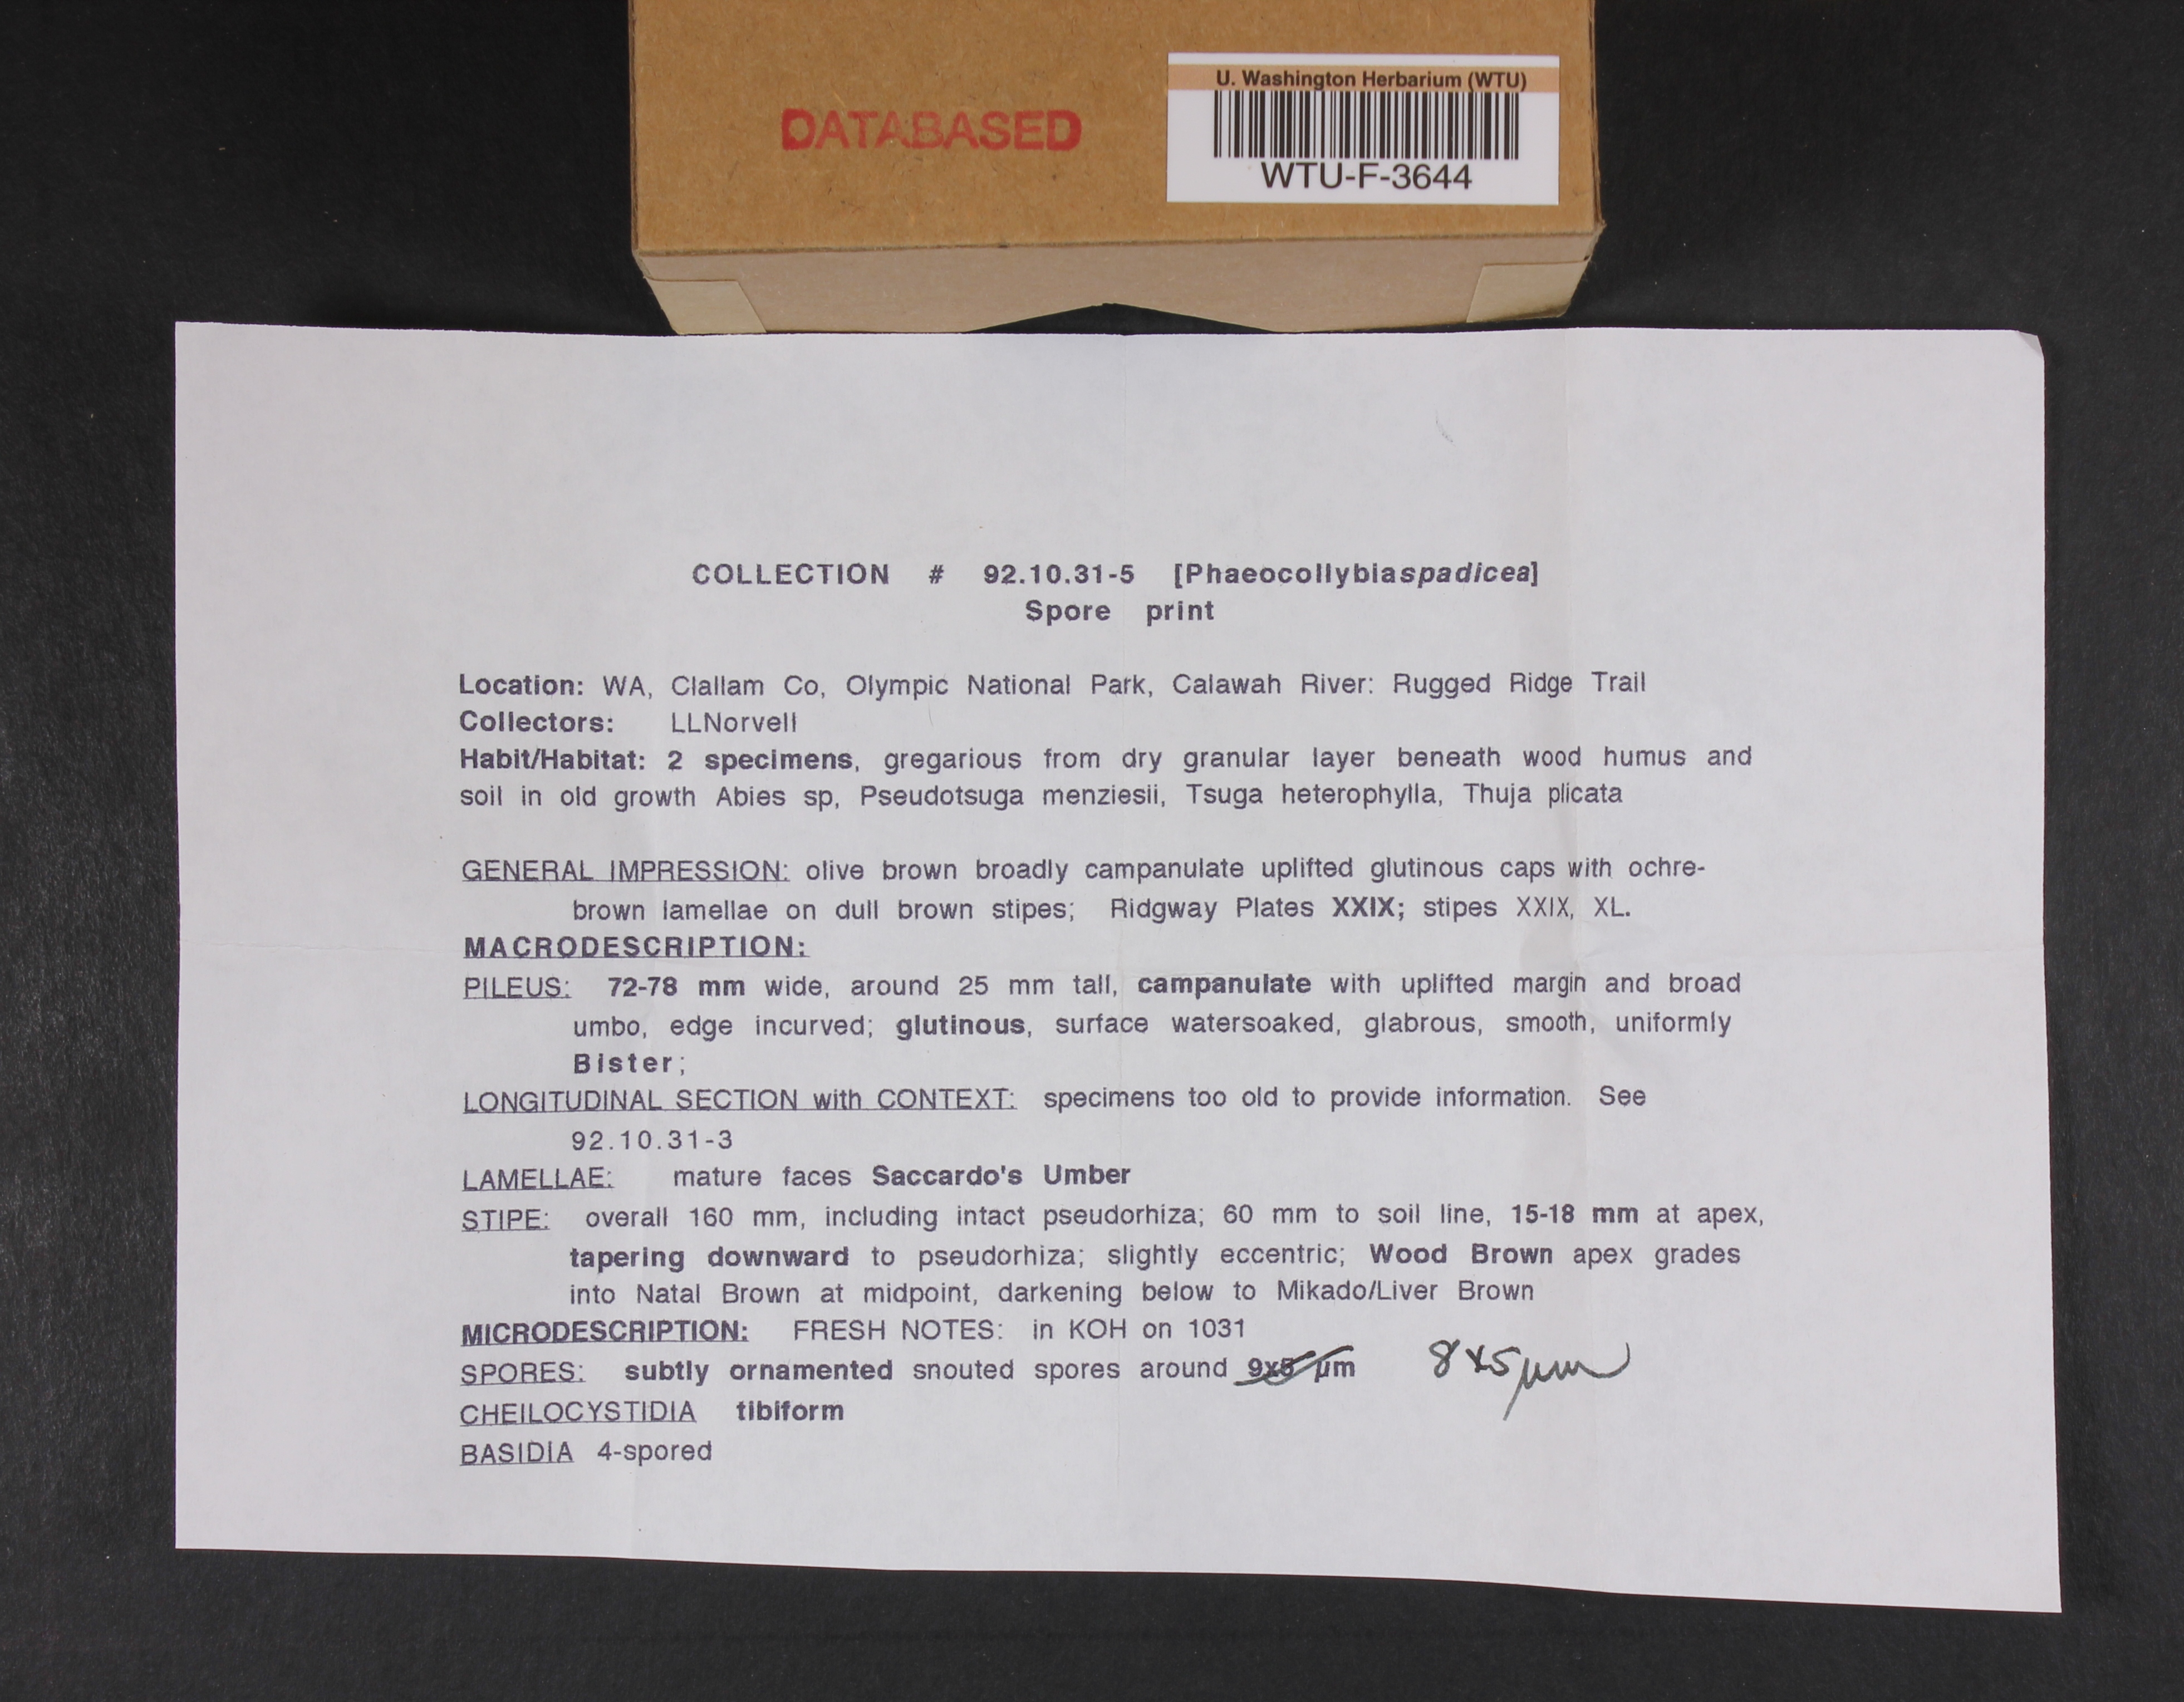 DATABASED
U. Washington Herbarium (WTU)
WTU-F-3644
COLLECTION # 92.10.31-5 [Phaeocollybiaspadicea]
Spore print
Location: WA, Clallam Co, Olympic National Park, Calawah River: Rugged Ridge Trail
Collectors: LLNorvell
Habit/Habitat: 2 specimens, gregarious from dry granular layer beneath wood humus and
soil in old growth Abies sp, Pseudotsuga menziesii, Tsuga heterophylla, Thuja plicata
GENERAL IMPRESSION: olive brown broadly campanulate uplifted glutinous caps with ochre-
brown lamellae on dull brown stipes; Ridgway Plates XXIX; stipes XXIX, XL.
MACRODESCRIPTION:
PILEUS: 72-78 mm wide, around 25 mm tall, campanulate with uplifted margin and broad
umbo, edge incurved; glutinous, surface watersoaked, glabrous, smooth, uniformly
Bister;
LONGITUDINAL SECTION with CONTEXT: specimens too old to provide information. See
92.10.31-3
LAMELLAE: mature faces Saccardo's Umber
STIPE: overall 160 mm, including intact pseudorhiza; 60 mm to soil line, 15-18 mm at apex,
tapering downward to pseudorhiza; slightly eccentric; Wood Brown apex grades
into Natal Brown at midpoint, darkening below to Mikado/Liver Brown
MICRODESCRIPTION: FRESH NOTES: in KOH on 1031
SPORES: subtly ornamented snouted spores around 9x5 µm 8x5µm
CHEILOCYSTIDIA tibiform
BASIDIA 4-spored